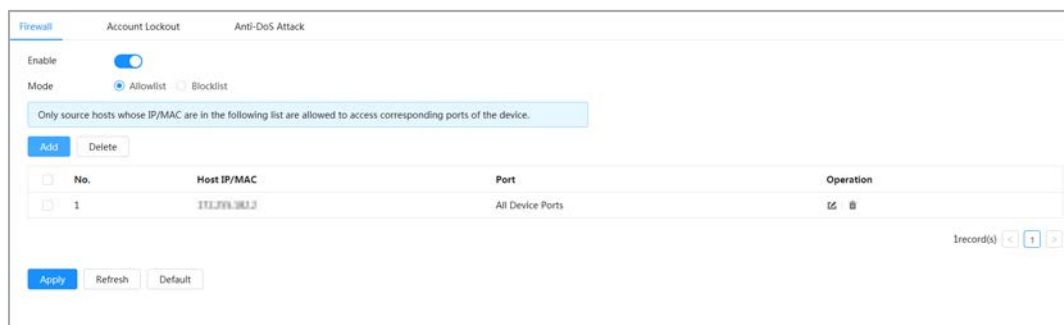 Firewall Account Lockout Anti-DoS Attack
Enable
Mode Allowlist Blocklist
Only source hosts whose IP/MAC are in the following list are allowed to access corresponding ports of the device.
Add Delete
No. Host IP/MAC Port Operation
1 All Device Ports
1record(s) < 1 >
Apply Refresh Default